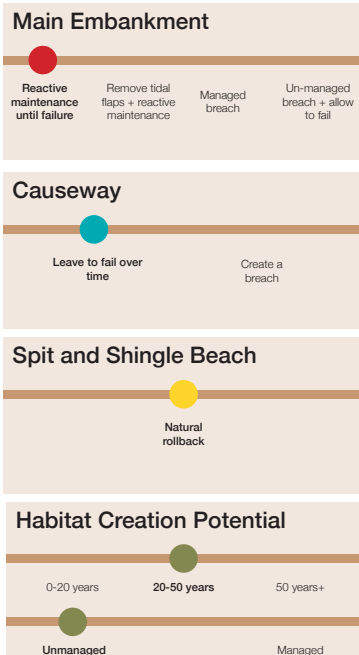 Main Embankment
Reactive maintenance until failure
Remove tidal flaps + reactive maintenance
Managed breach
Un-managed breach + allow to fail
Causeway
Leave to fail over time
Create a breach
Spit and Shingle Beach
Natural rollback
Habitat Creation Potential
0-20 years
20-50 years
50 years+
Unmanaged
Managed